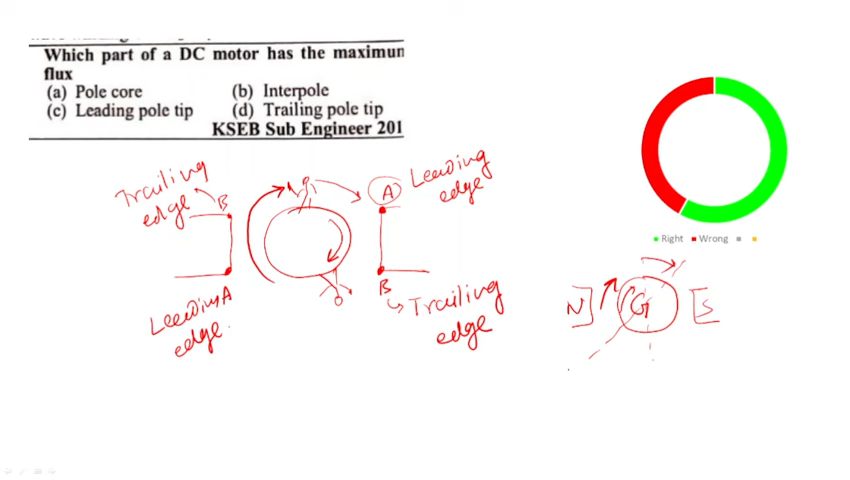 Which part of a DC motor has the maximum
flux
(a) Pole core (b) Interpole
(c) Leading pole tip (d) Trailing pole tip
KSEB Sub Engineer 201
Trailing
edge
B
A
Leading
edge
Leading A
edge
B
Trailing
edge
Right Wrong
N G S